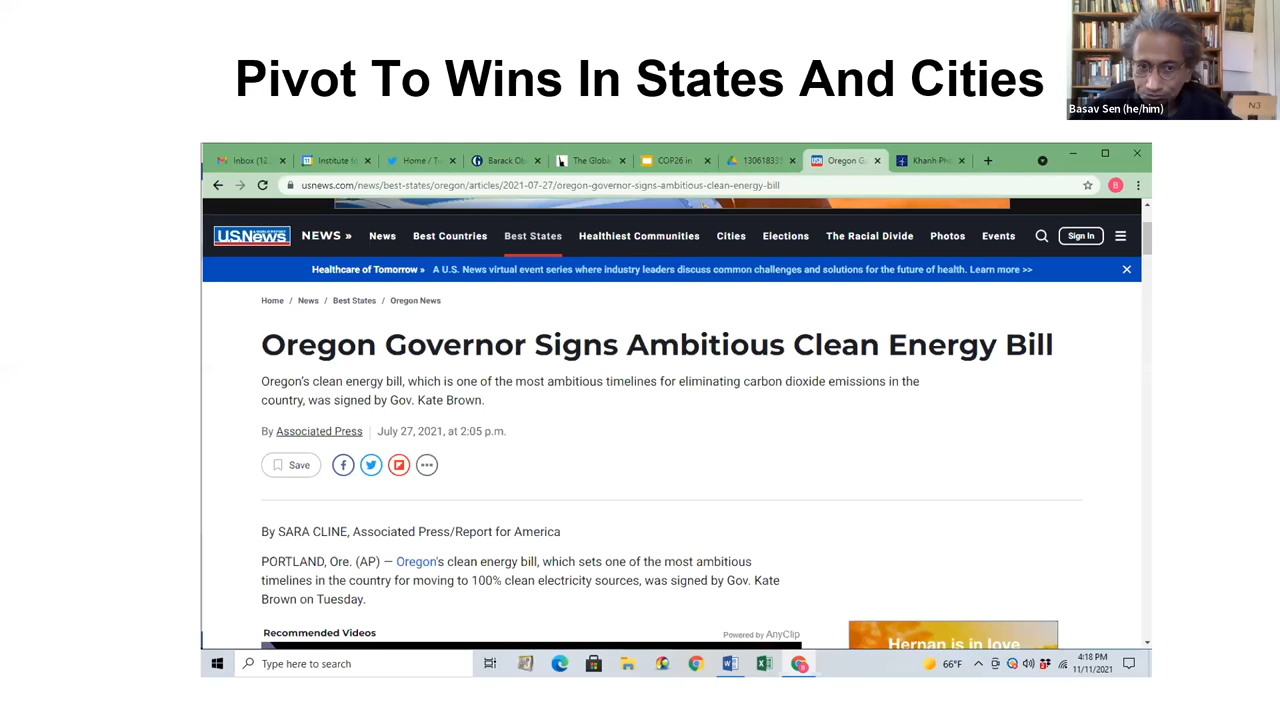 Pivot To Wins In States And Cities
Basav Sen (he/him)
N3
Inbox (12
Institute fo
Home / Tw
Barack Ob
The Global
COP26 in
130618335
Oregon Go
Khanh Pha
usnews.com/news/best-states/oregon/articles/2021-07-27/oregon-governor-signs-ambitious-clean-energy-bill
B
U.S.News NEWS » News Best Countries Best States Healthiest Communities Cities Elections The Racial Divide Photos Events Sign In
Healthcare of Tomorrow » A U.S. News virtual event series where industry leaders discuss common challenges and solutions for the future of health. Learn more >>
Home / News / Best States / Oregon News
Oregon Governor Signs Ambitious Clean Energy Bill
Oregon's clean energy bill, which is one of the most ambitious timelines for eliminating carbon dioxide emissions in the
country, was signed by Gov. Kate Brown.
By Associated Press | July 27, 2021, at 2:05 p.m.
Save
By SARA CLINE, Associated Press/Report for America
PORTLAND, Ore. (AP) — Oregon's clean energy bill, which sets one of the most ambitious
timelines in the country for moving to 100% clean electricity sources, was signed by Gov. Kate
Brown on Tuesday.
Recommended Videos
Powered by AnyClip
Hernan is in love
Type here to search
66°F
4:18 PM
11/11/2021